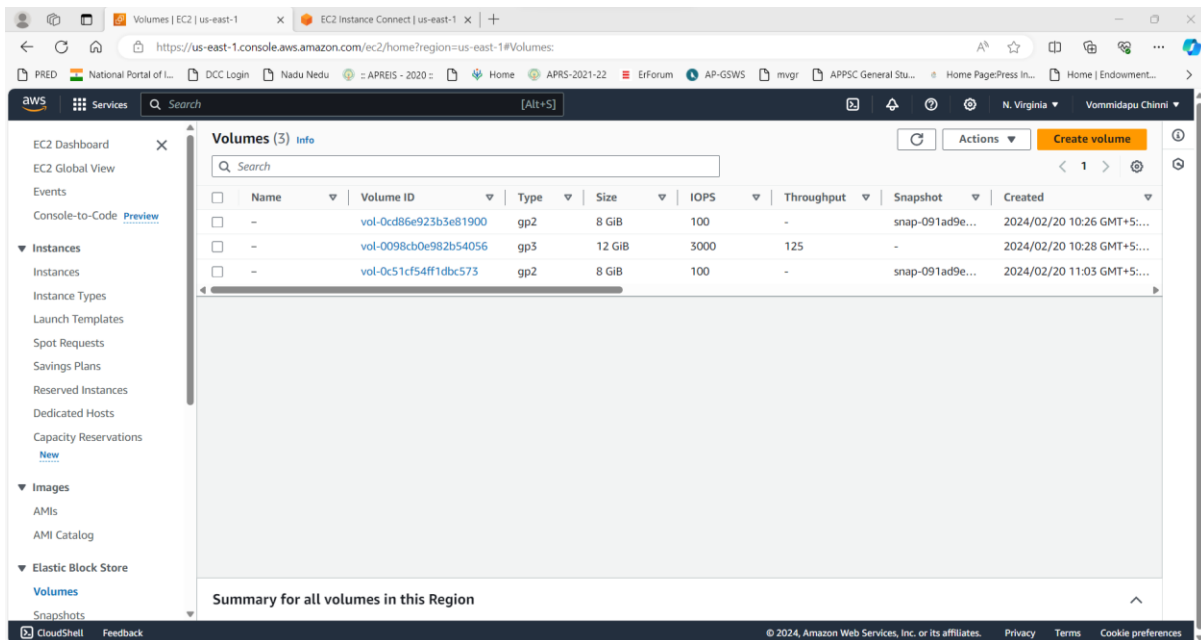 Volumes | EC2 | us-east-1
EC2 Instance Connect | us-east-1
https://us-east-1.console.aws.amazon.com/ec2/home?region=us-east-1#Volumes:
PRED National Portal of I... DCC Login Nadu Nedu :: APREIS - 2020 :: Home APRS-2021-22 ErForum AP-GSWS mvgr APPSC General Stu... Home Page:Press In... Home | Endowment...
aws Services Search [Alt+S] N. Virginia Vommidapu Chinni
EC2 Dashboard
EC2 Global View
Events
Console-to-Code Preview
Instances
Instances
Instance Types
Launch Templates
Spot Requests
Savings Plans
Reserved Instances
Dedicated Hosts
Capacity Reservations
New
Images
AMIs
AMI Catalog
Elastic Block Store
Volumes
Snapshots
Volumes (3) Info
Actions Create volume
Search
1
Name Volume ID Type Size IOPS Throughput Snapshot Created
– vol-0cd86e923b3e81900 gp2 8 GiB 100 - snap-091ad9e... 2024/02/20 10:26 GMT+5:...
– vol-0098cb0e982b54056 gp3 12 GiB 3000 125 - 2024/02/20 10:28 GMT+5:...
– vol-0c51cf54ff1dbc573 gp2 8 GiB 100 - snap-091ad9e... 2024/02/20 11:03 GMT+5:...
Summary for all volumes in this Region
CloudShell Feedback © 2024, Amazon Web Services, Inc. or its affiliates. Privacy Terms Cookie preferences